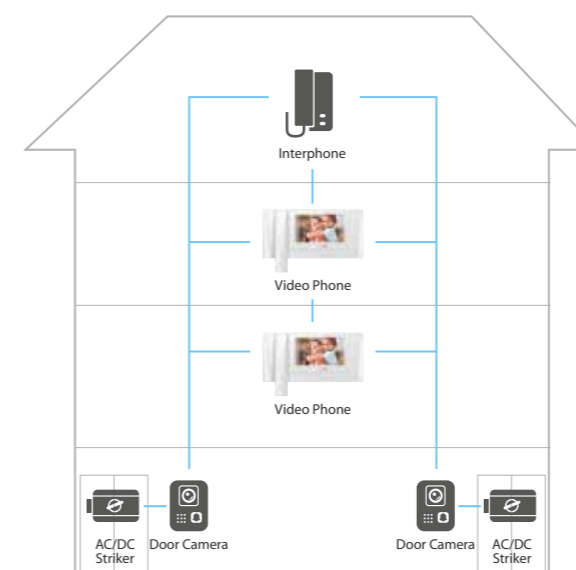 Interphone
Video Phone
Video Phone
AC/DC
Striker
Door Camera
Door Camera
AC/DC
Striker